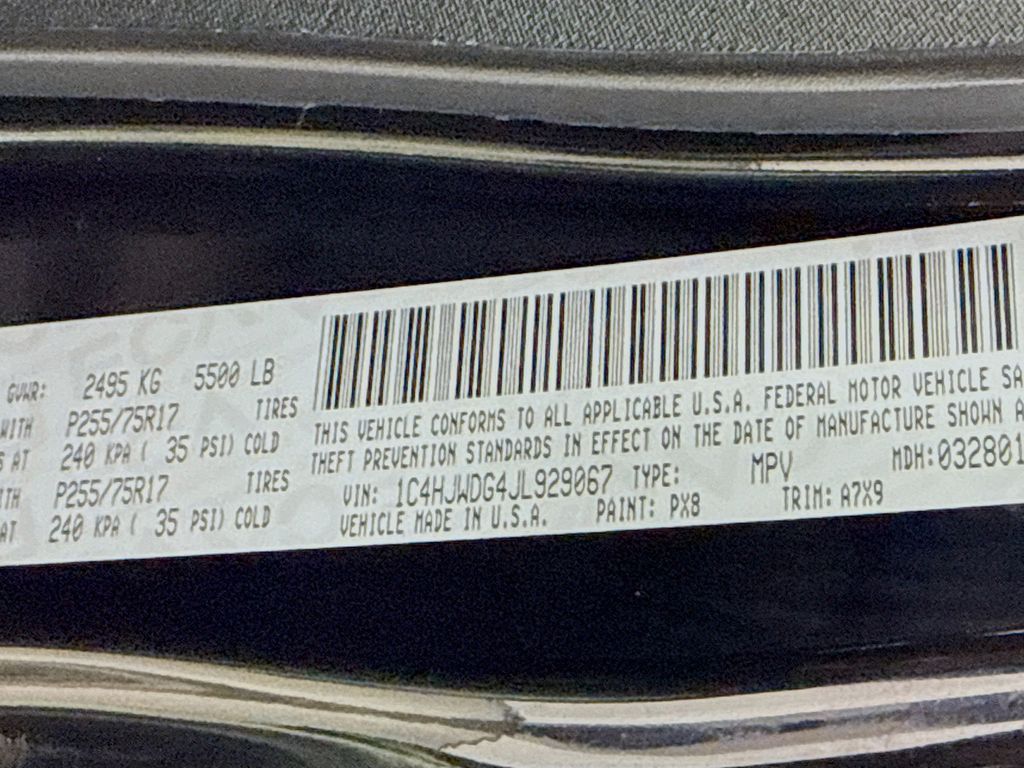 GVWR: 2495 KG 5500 LB
WITH P255/75R17 TIRES
AT 240 KPA ( 35 PSI) COLD
P255/75R17 TIRES
AT 240 KPA ( 35 PSI) COLD
THIS VEHICLE CONFORMS TO ALL APPLICABLE U.S.A. FEDERAL MOTOR VEHICLE SA
THEFT PREVENTION STANDARDS IN EFFECT ON THE DATE OF MANUFACTURE SHOWN A
VIN: 1C4HJWDG4JL929067 TYPE: MPV MDH: 032801
VEHICLE MADE IN U.S.A. PAINT: PX8 TRIM: A7X9